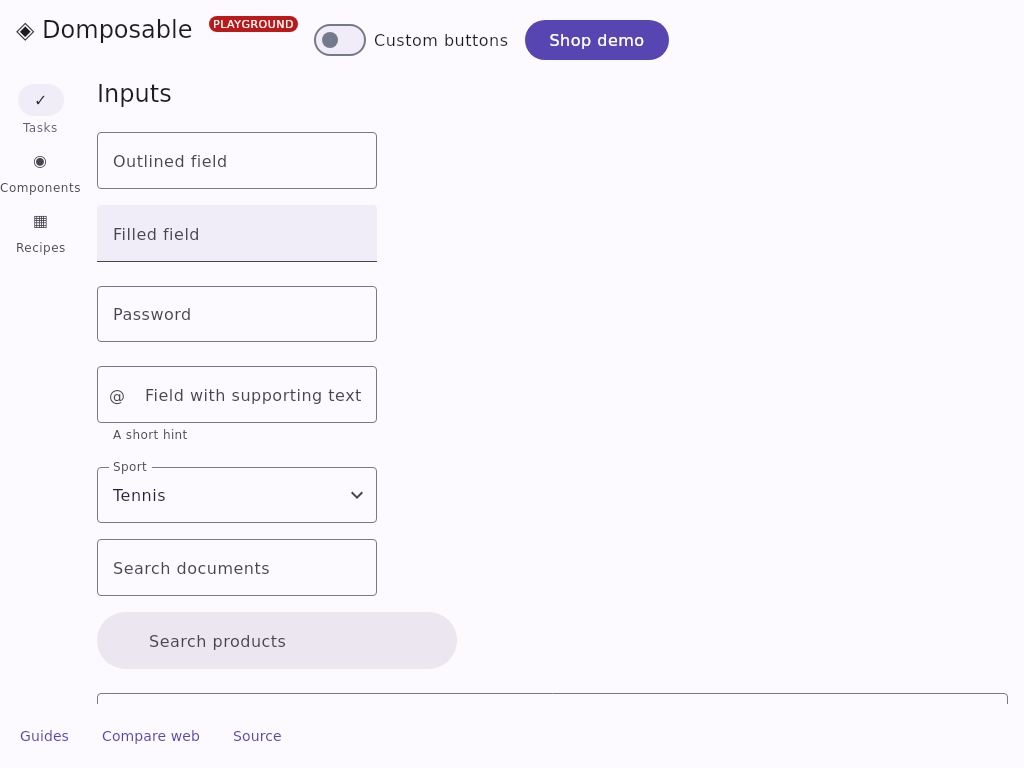 Domposable
PLAYGROUND
Custom buttons
Shop demo
Tasks
Components
Recipes
Inputs
Outlined field
Filled field
Password
@ Field with supporting text
A short hint
Sport
Tennis
Search documents
Search products
Guides
Compare web
Source